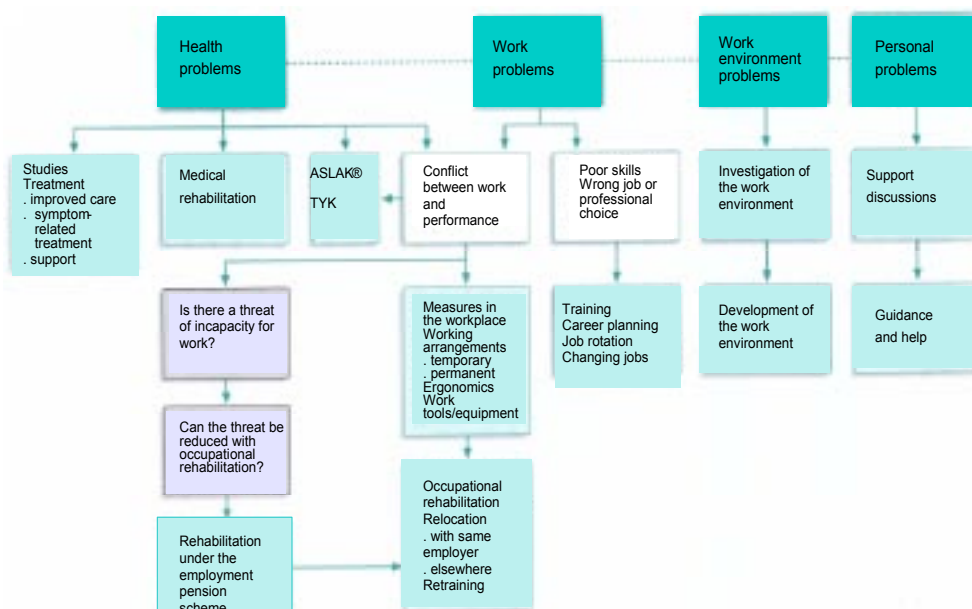 Health
problems
Work
problems
Work
environment
problems
Personal
problems
Studies
Treatment
. improved care
. symptom-
related
treatment
. support
Medical
rehabilitation
ASLAK®
TYK
Conflict
between work
and
performance
Poor skills
Wrong job or
professional
choice
Investigation of
the work
environment
Support
discussions
Is there a threat
of incapacity for
work?
Measures in
the workplace
Working
arrangements
. temporary
. permanent
Ergonomics
Work
tools/equipment
Training
Career planning
Job rotation
Changing jobs
Development of
the work
environment
Guidance
and help
Can the threat be
reduced with
occupational
rehabilitation?
Occupational
rehabilitation
Relocation
. with same
employer
. elsewhere
Retraining
Rehabilitation
under the
employment
pension
scheme